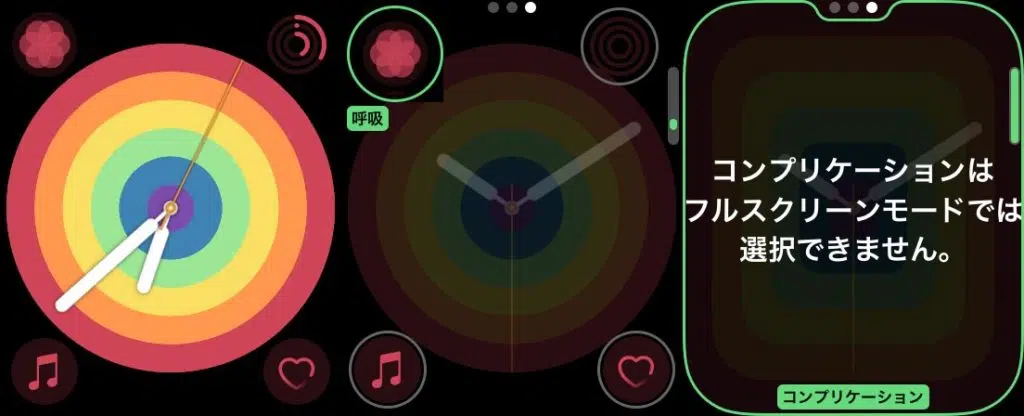 呼吸
コンプリケーションは
フルスクリーンモードでは
選択できません。
コンプリケーション